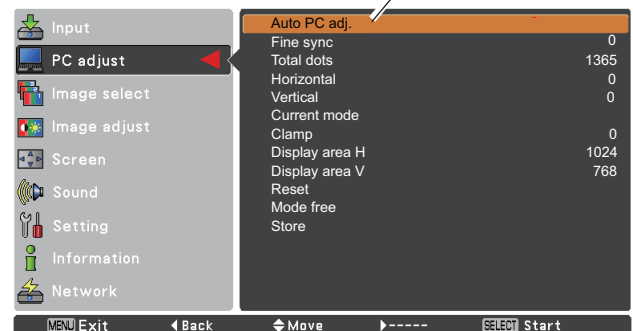 Input
PC adjust
Image select
Image adjust
Screen
Sound
Setting
Information
Network
Auto PC adj.
Fine sync 0
Total dots 1365
Horizontal 0
Vertical 0
Current mode
Clamp 0
Display area H 1024
Display area V 768
Reset
Mode free
Store
MENU Exit ◀Back ◆Move ▶----- SELECT Start